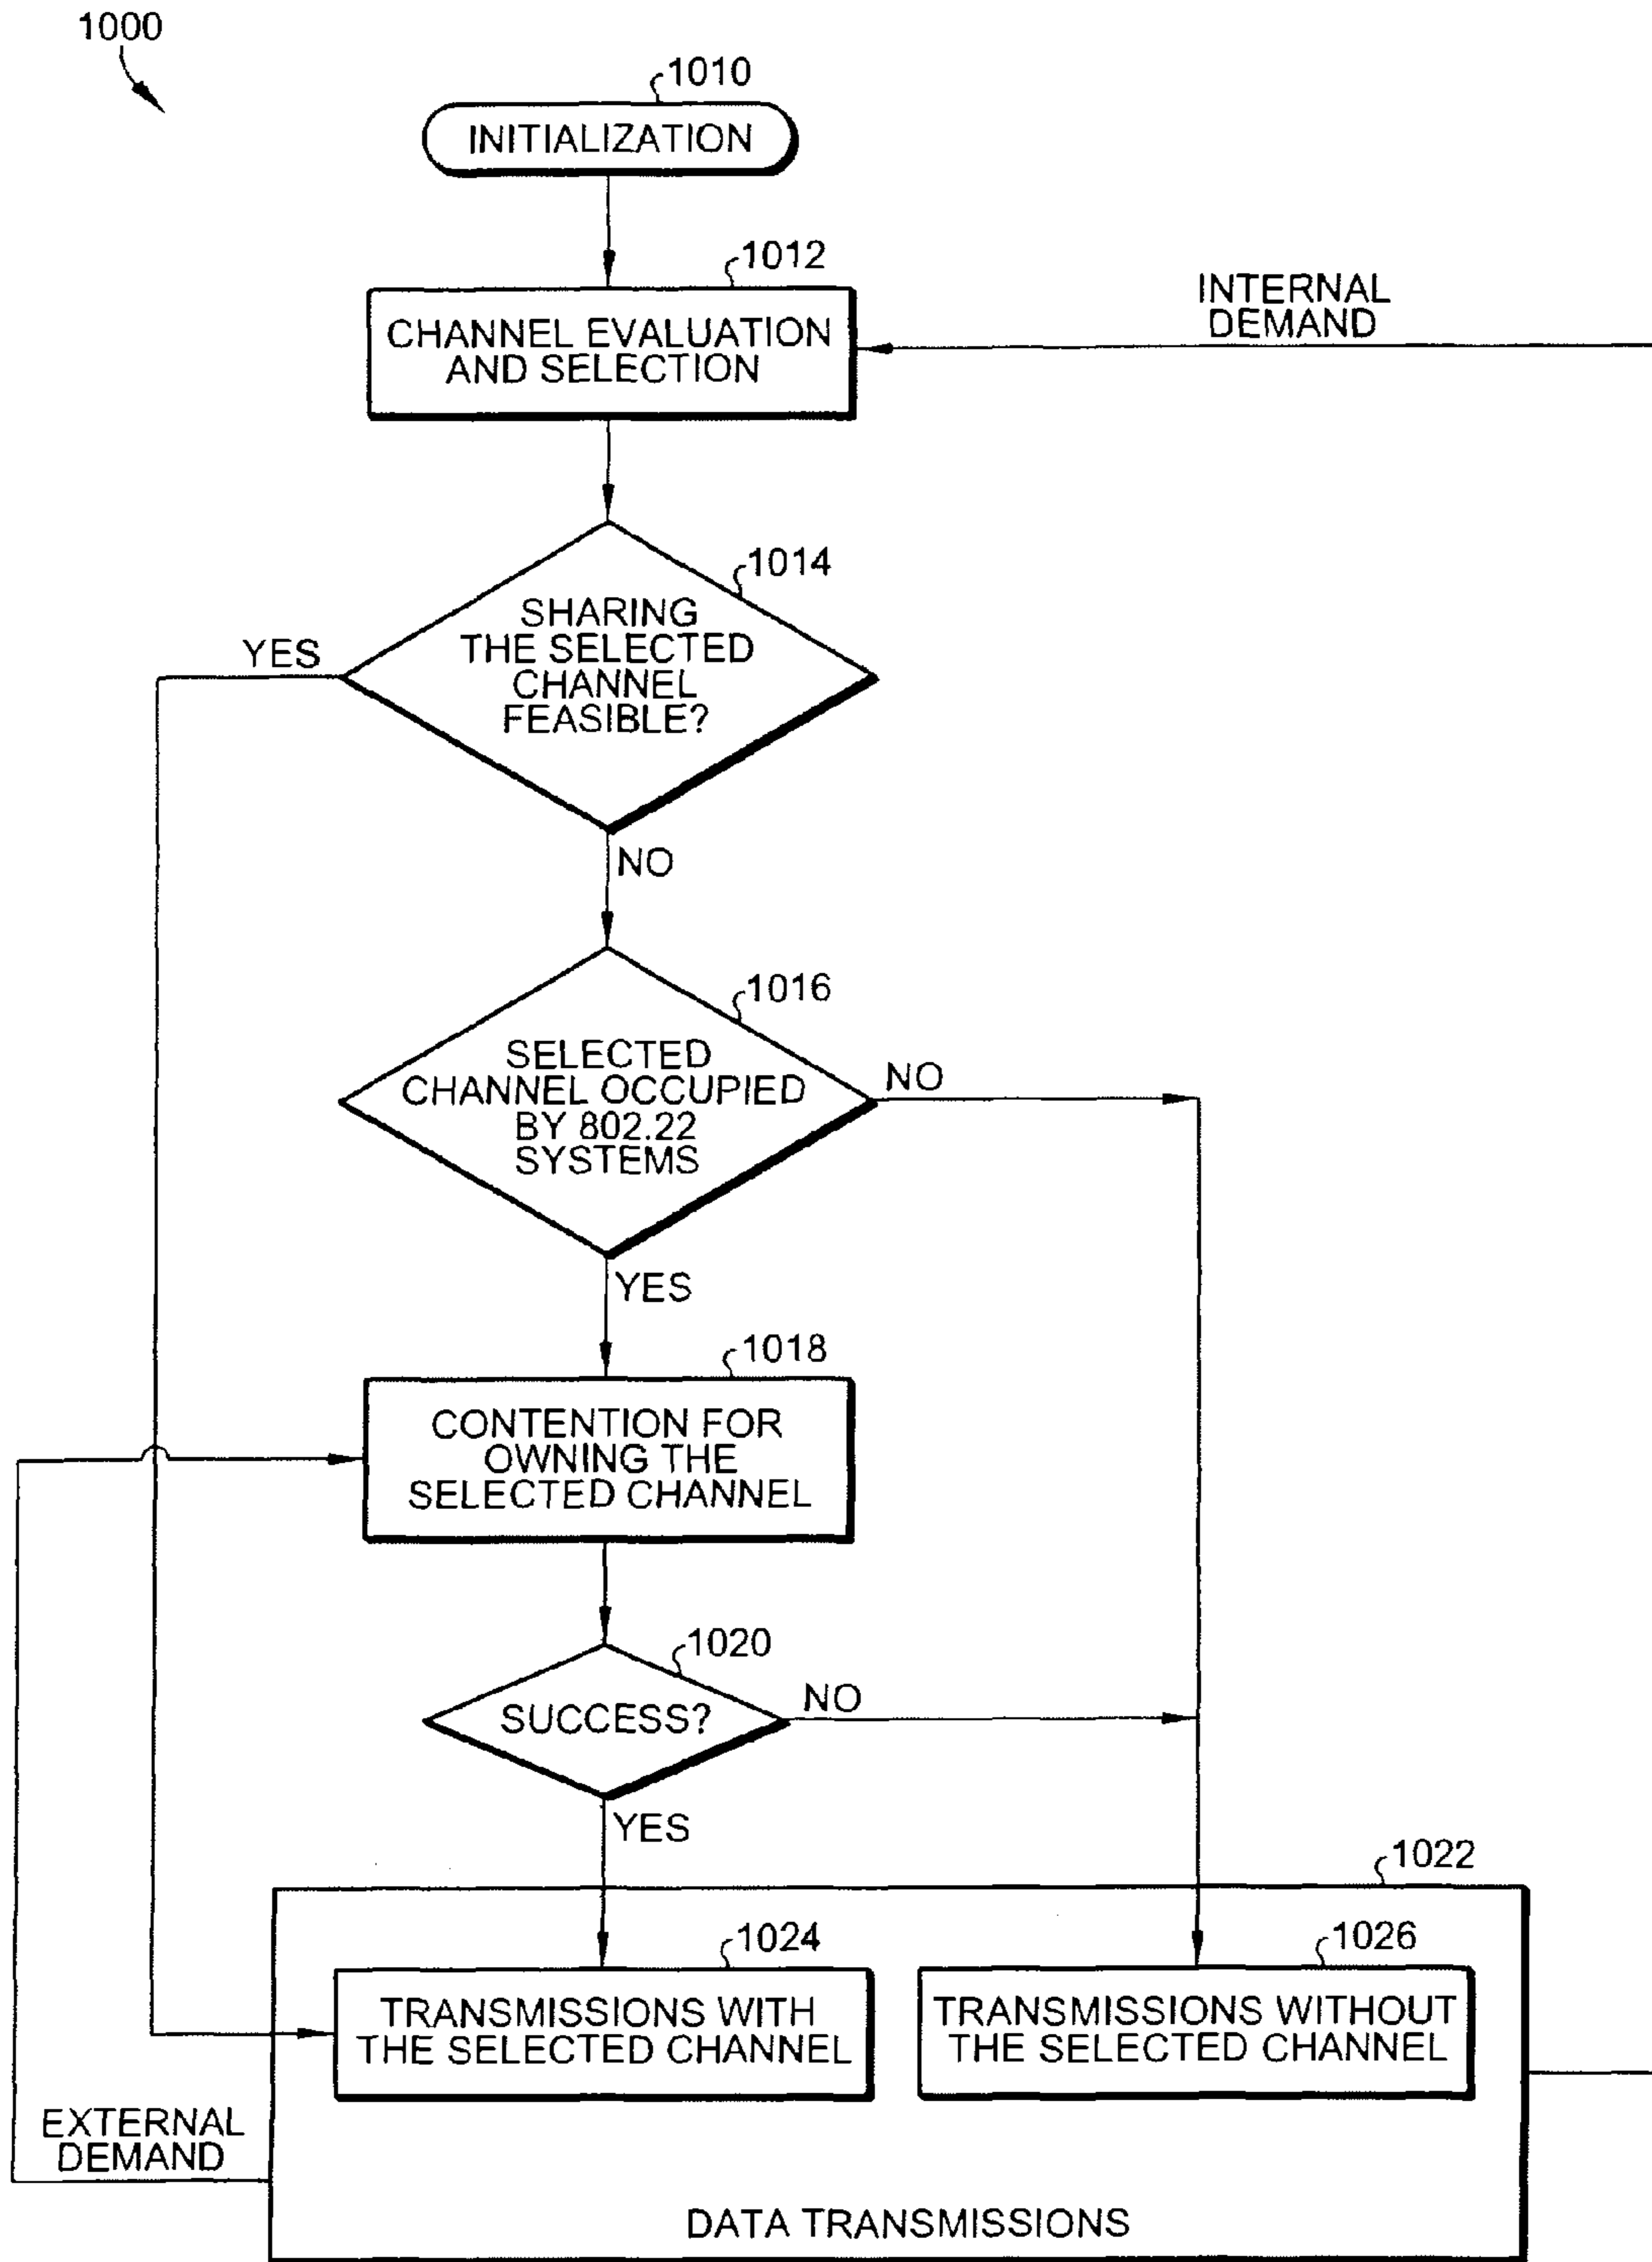 1000
1010
INITIALIZATION
1012
CHANNEL EVALUATION
AND SELECTION
INTERNAL
DEMAND
1014
SHARING
THE SELECTED
CHANNEL
FEASIBLE?
YES
NO
1016
SELECTED
CHANNEL OCCUPIED
BY 802.22
SYSTEMS
NO
YES
1018
CONTENTION FOR
OWNING THE
SELECTED CHANNEL
1020
SUCCESS?
NO
YES
1022
1024
TRANSMISSIONS WITH
THE SELECTED CHANNEL
1026
TRANSMISSIONS WITHOUT
THE SELECTED CHANNEL
EXTERNAL
DEMAND
DATA TRANSMISSIONS